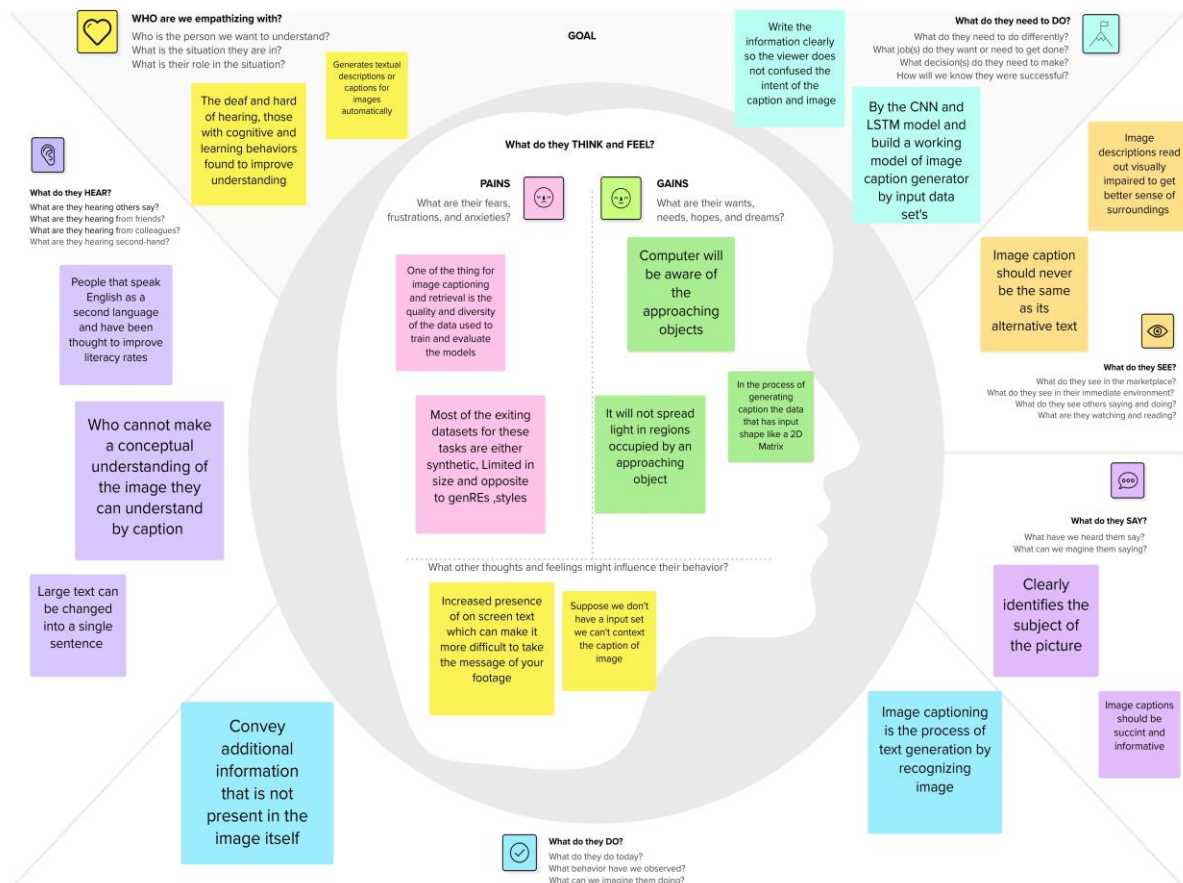 WHO are we empathizing with?
Who is the person we want to understand?
What is the situation they are in?
What is their role in the situation?
The deaf and hard
of hearing, those
with cognitive and
learning behaviors
found to improve
understanding
Generates textual
descriptions or
captions for
images
automatically
GOAL
Write the
information clearly
so the viewer does
not confused the
intent of the
caption and image
What do they need to DO?
What do they need to do differently?
What job(s) do they want or need to get done?
What decision(s) do they need to make?
How will we know they were successful?
By the CNN and
LSTM model and
build a working
model of image
caption generator
by input data
set's
What do they HEAR?
What are they hearing others say?
What are they hearing from friends?
What are they hearing from colleagues?
What are they hearing second-hand?
People that speak
English as a
second language
and have been
thought to improve
literacy rates
Who cannot make
a conceptual
understanding of
the image they
can understand
by caption
Large text can
be changed
into a single
sentence
What do they THINK and FEEL?
PAINS
What are their fears,
frustrations, and anxieties?
One of the thing for
image captioning
and retrieval is the
quality and diversity
of the data used to
train and evaluate
the models
Most of the exiting
datasets for these
tasks are either
synthetic, Limited in
size and opposite
to genREs ,styles
GAINS
What are their wants,
needs, hopes, and dreams?
Computer will
be aware of
the
approaching
objects
It will not spread
light in regions
occupied by an
approaching
object
In the process of
generating
caption the data
that has input
shape like a 2D
Matrix
What other thoughts and feelings might influence their behavior?
Increased presence
of on screen text
which can make it
more difficult to take
the message of your
footage
Suppose we don't
have a input set
we can't context
the caption of
image
Image
descriptions read
out visually
impaired to get
better sense of
surroundings
Image caption
should never
be the same
as its
alternative text
What do they SEE?
What do they see in the marketplace?
What do they see in their immediate environment?
What do they see others saying and doing?
What are they watching and reading?
What do they SAY?
What have we heard them say?
What can we magine them saying?
Clearly
identifies the
subject of
the picture
Image captions
should be
succint and
informative
Convey
additional
information
that is not
present in the
image itself
Image captioning
is the process of
text generation by
recognizing
image
What do they DO?
What do they do today?
What behavior have we observed?
What can we imagine them doing?